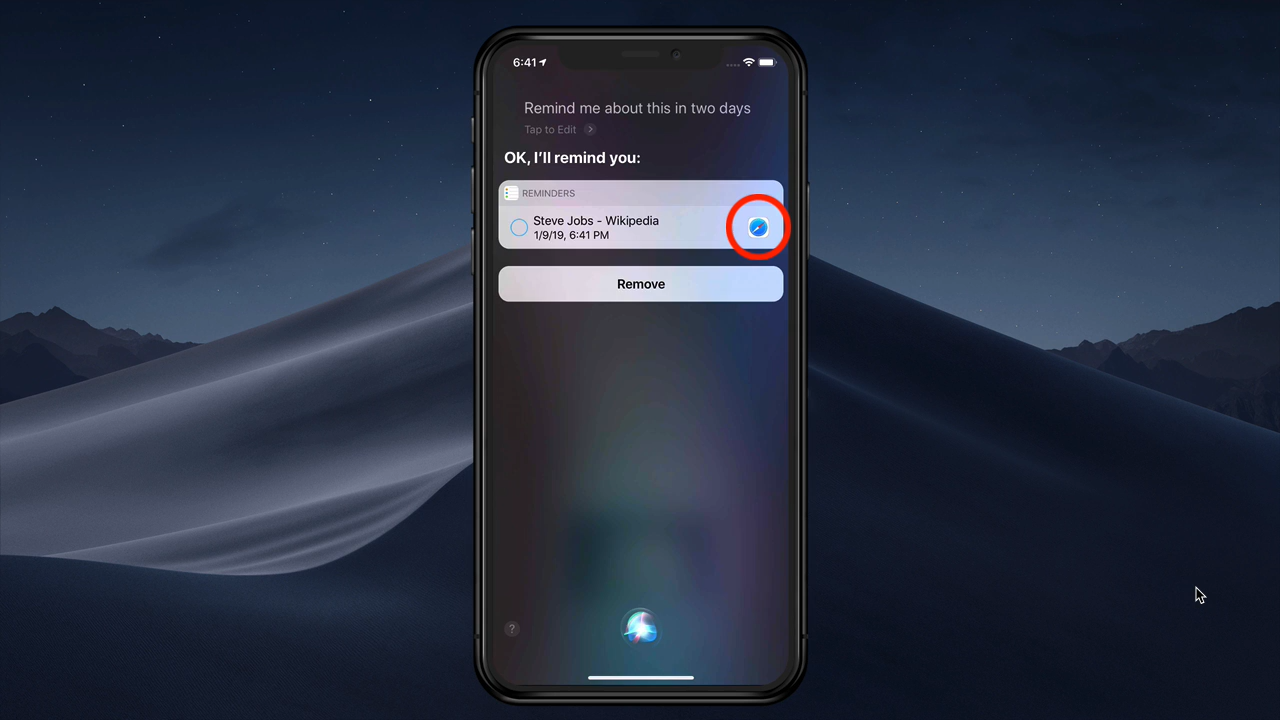 6:41
Remind me about this in two days
Tap to Edit
OK, I'll remind you:
REMINDERS
Steve Jobs - Wikipedia
1/9/19, 6:41 PM
Remove
?